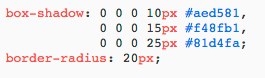 box-shadow: 0 0 0 10px #aed581,
0 0 0 15px #f48fb1,
0 0 0 25px #81d4fa;
border-radius: 20px;